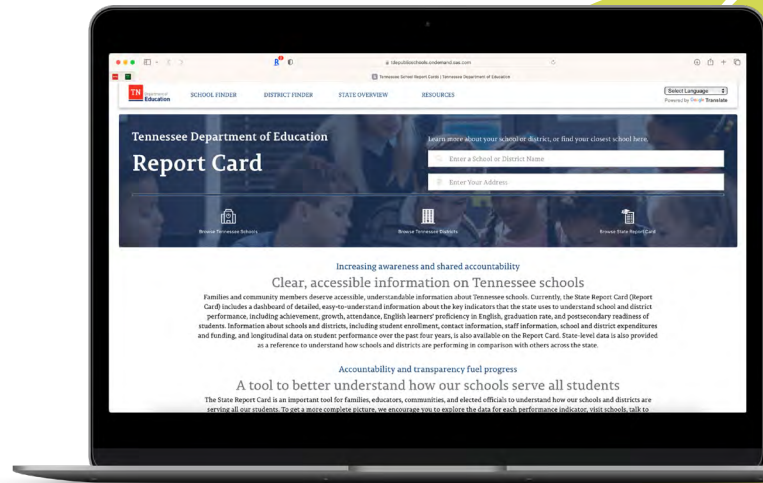 tdepublicschools.ondemand.sas.com
Tennessee School Report Cards | Tennessee Department of Education
TN Department of
Education
SCHOOL FINDER
DISTRICT FINDER
STATE OVERVIEW
RESOURCES
Select Language
Powered by Google Translate
Tennessee Department of Education
Report Card
Learn more about your school or district, or find your closest school here.
Enter a School or District Name
Enter Your Address
Browse Tennessee Schools
Browse Tennessee Districts
Browse State Report Card
Increasing awareness and shared accountability
Clear, accessible information on Tennessee schools
Families and community members deserve accessible, understandable information about Tennessee schools. Currently, the State Report Card (Report
Card) includes a dashboard of detailed, easy-to-understand information about the key indicators that the state uses to understand school and district
performance, including achievement, growth, attendance, English learners' proficiency in English, graduation rate, and postsecondary readiness of
students. Information about schools and districts, including student enrollment, contact information, staff information, school and district expenditures
and funding, and longitudinal data on student performance over the past four years, is also available on the Report Card. State-level data is also provided
as a reference to understand how schools and districts are performing in comparison with others across the state.
Accountability and transparency fuel progress
A tool to better understand how our schools serve all students
The State Report Card is an important tool for families, educators, communities, and elected officials to understand how our schools and districts are
serving all our students. To get a more complete picture, we encourage you to explore the data for each performance indicator, visit schools, talk to